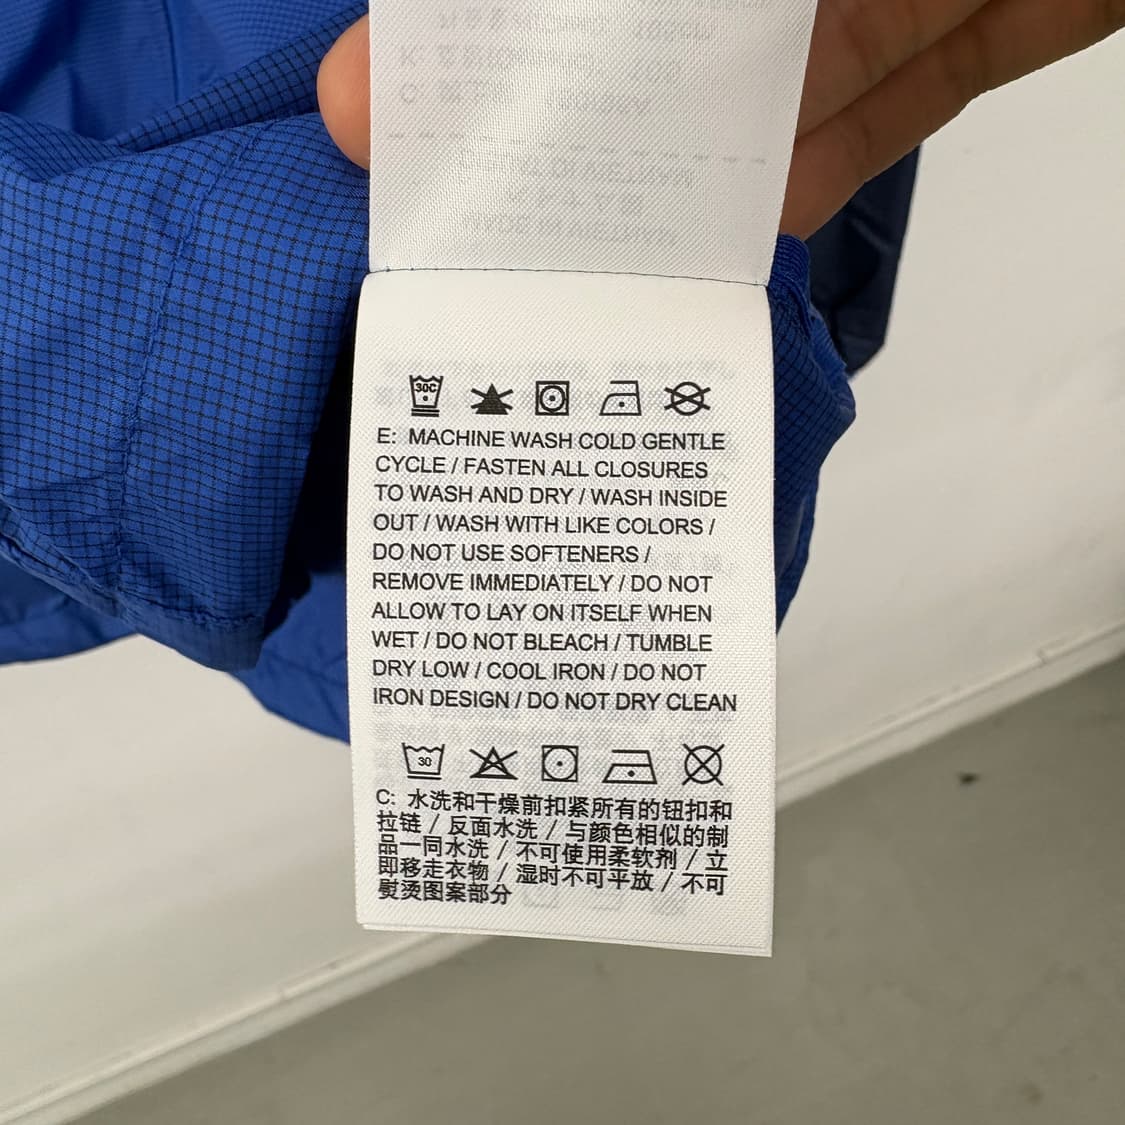 30C
E: MACHINE WASH COLD GENTLE
CYCLE / FASTEN ALL CLOSURES
TO WASH AND DRY / WASH INSIDE
OUT / WASH WITH LIKE COLORS /
DO NOT USE SOFTENERS /
REMOVE IMMEDIATELY / DO NOT
ALLOW TO LAY ON ITSELF WHEN
WET / DO NOT BLEACH / TUMBLE
DRY LOW / COOL IRON / DO NOT
IRON DESIGN / DO NOT DRY CLEAN
30
C: 水洗和干燥前扣紧所有的钮扣和
拉链 / 反面水洗 / 与颜色相似的制
品一同水洗 / 不可使用柔软剂 / 立
即移走衣物 / 湿时不可平放 / 不可
熨烫图案部分